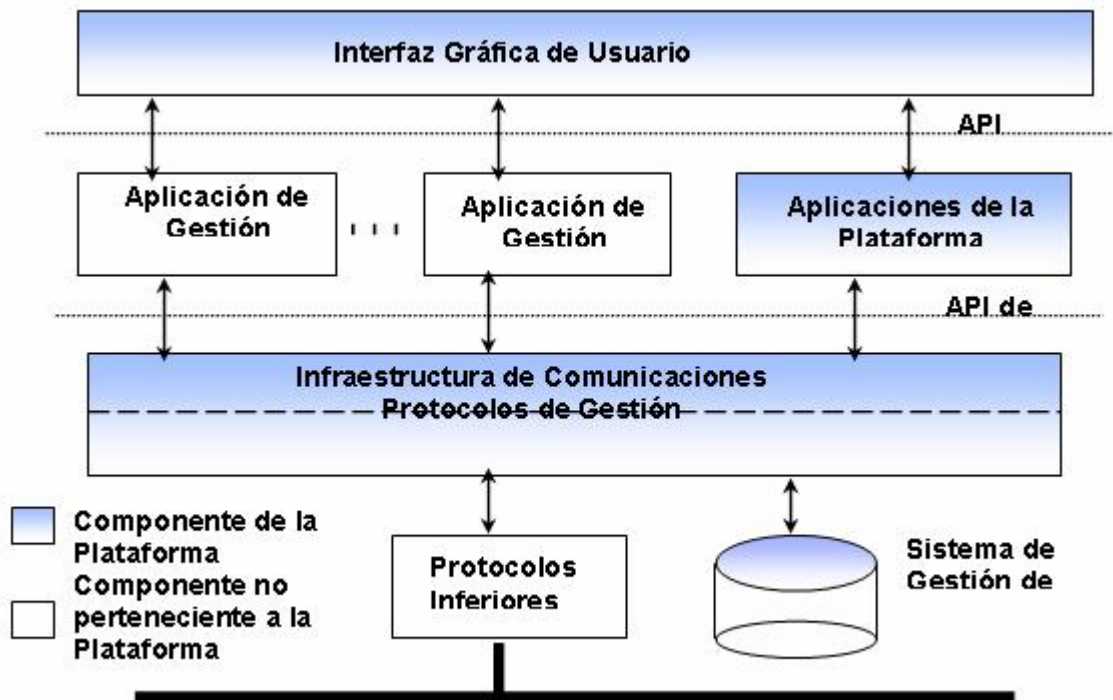 Interfaz Gráfica de Usuario
API
Aplicación de
Gestión
Aplicación de
Gestión
Aplicaciones de la
Plataforma
API de
Infraestructura de Comunicaciones
Protocolos de Gestión
Componente de la
Plataforma
Componente no
perteneciente a la
Plataforma
Protocolos
Inferiores
Sistema de
Gestión de